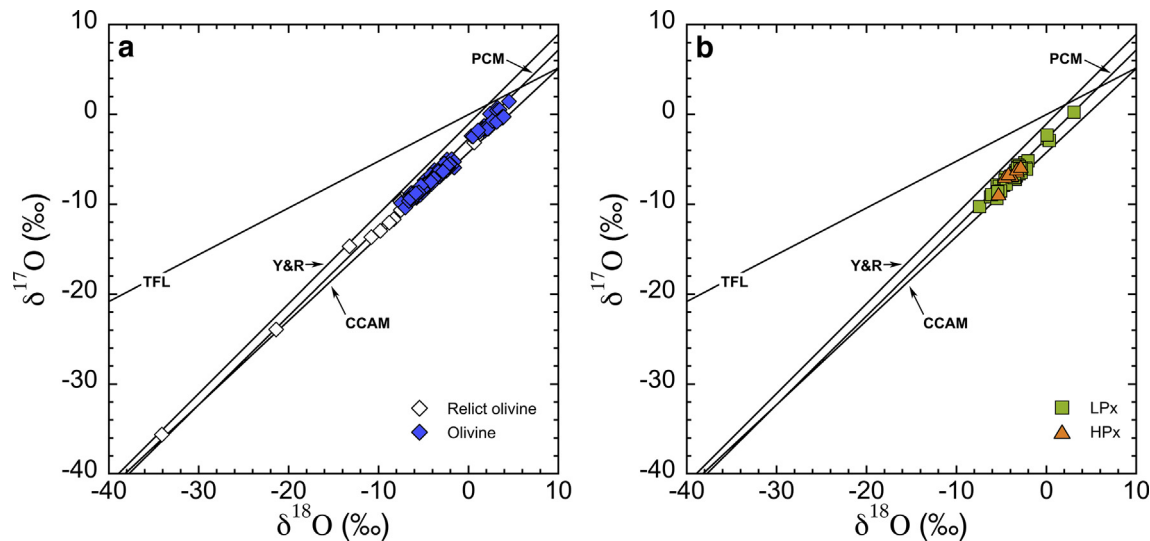 a
10
0
-10
-20
-30
-40
-40 -30 -20 -10 0 10
δ¹⁷O (‰)
δ¹⁸O (‰)
PCM
TFL
Y&R
CCAM
Relict olivine
Olivine
b
10
0
-10
-20
-30
-40
-40 -30 -20 -10 0 10
δ¹⁷O (‰)
δ¹⁸O (‰)
PCM
TFL
Y&R
CCAM
LPx
HPx